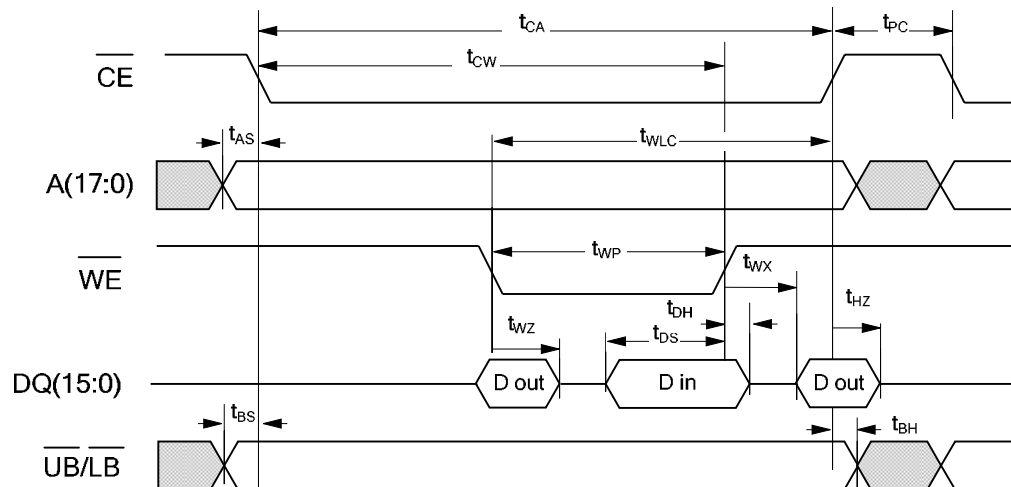 tCA tPC
tCW
CE
tAS tWLC
A(17:0)
tWP
WE tWX
tDH tHZ
tWZ tDS
DQ(15:0) D out D in D out
tBS tBH
UB/LB